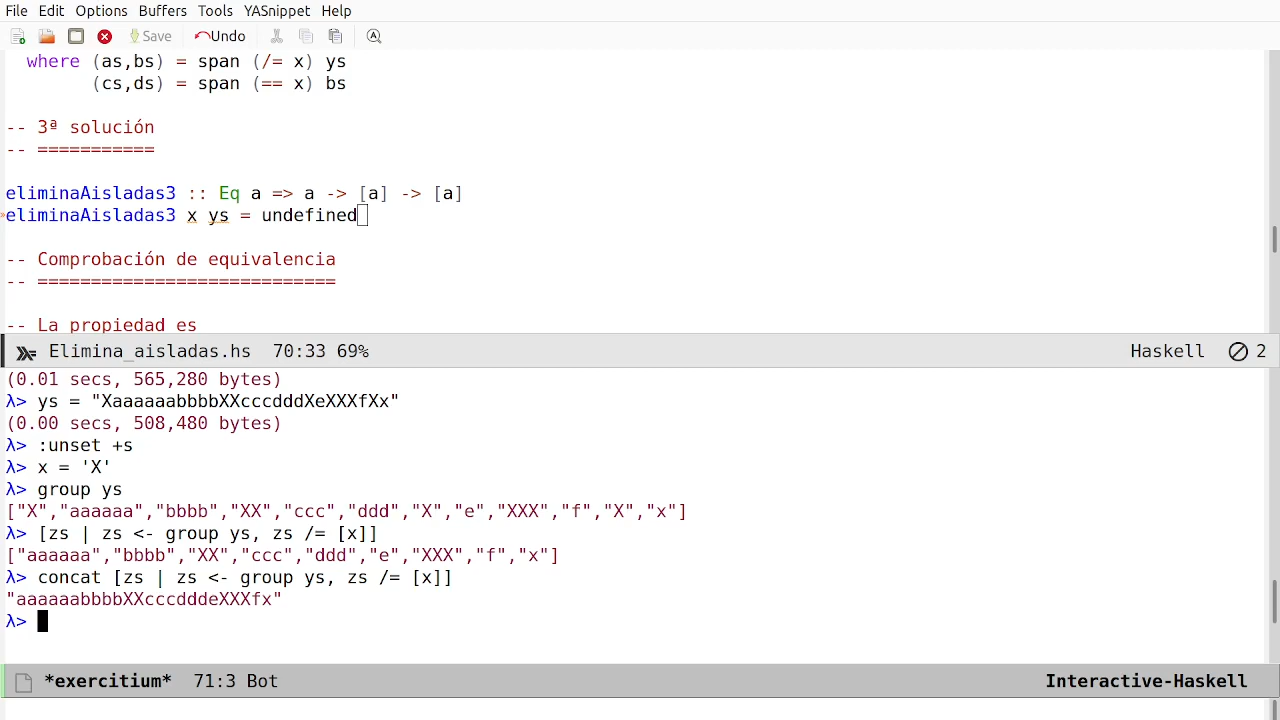 File Edit Options Buffers Tools YASnippet Help
Save Undo
where (as,bs) = span (/= x) ys
(cs,ds) = span (== x) bs
-- 3ª solución
-- ===========
eliminaAisladas3 :: Eq a => a -> [a] -> [a]
eliminaAisladas3 x ys = undefined
-- Comprobación de equivalencia
-- ============================
-- La propiedad es
Elimina_aisladas.hs 70:33 69% Haskell 2
(0.01 secs, 565,280 bytes)
λ> ys = "XaaaaaabbbbXXcccdddXeXXXfXx"
(0.00 secs, 508,480 bytes)
λ> :unset +s
λ> x = 'X'
λ> group ys
["X","aaaaaa","bbbb","XX","ccc","ddd","X","e","XXX","f","X","x"]
λ> [zs | zs <- group ys, zs /= [x]]
["aaaaaa","bbbb","XX","ccc","ddd","e","XXX","f","x"]
λ> concat [zs | zs <- group ys, zs /= [x]]
"aaaaaabbbbXXcccdddeXXXfx"
λ>
*exercitium* 71:3 Bot Interactive-Haskell